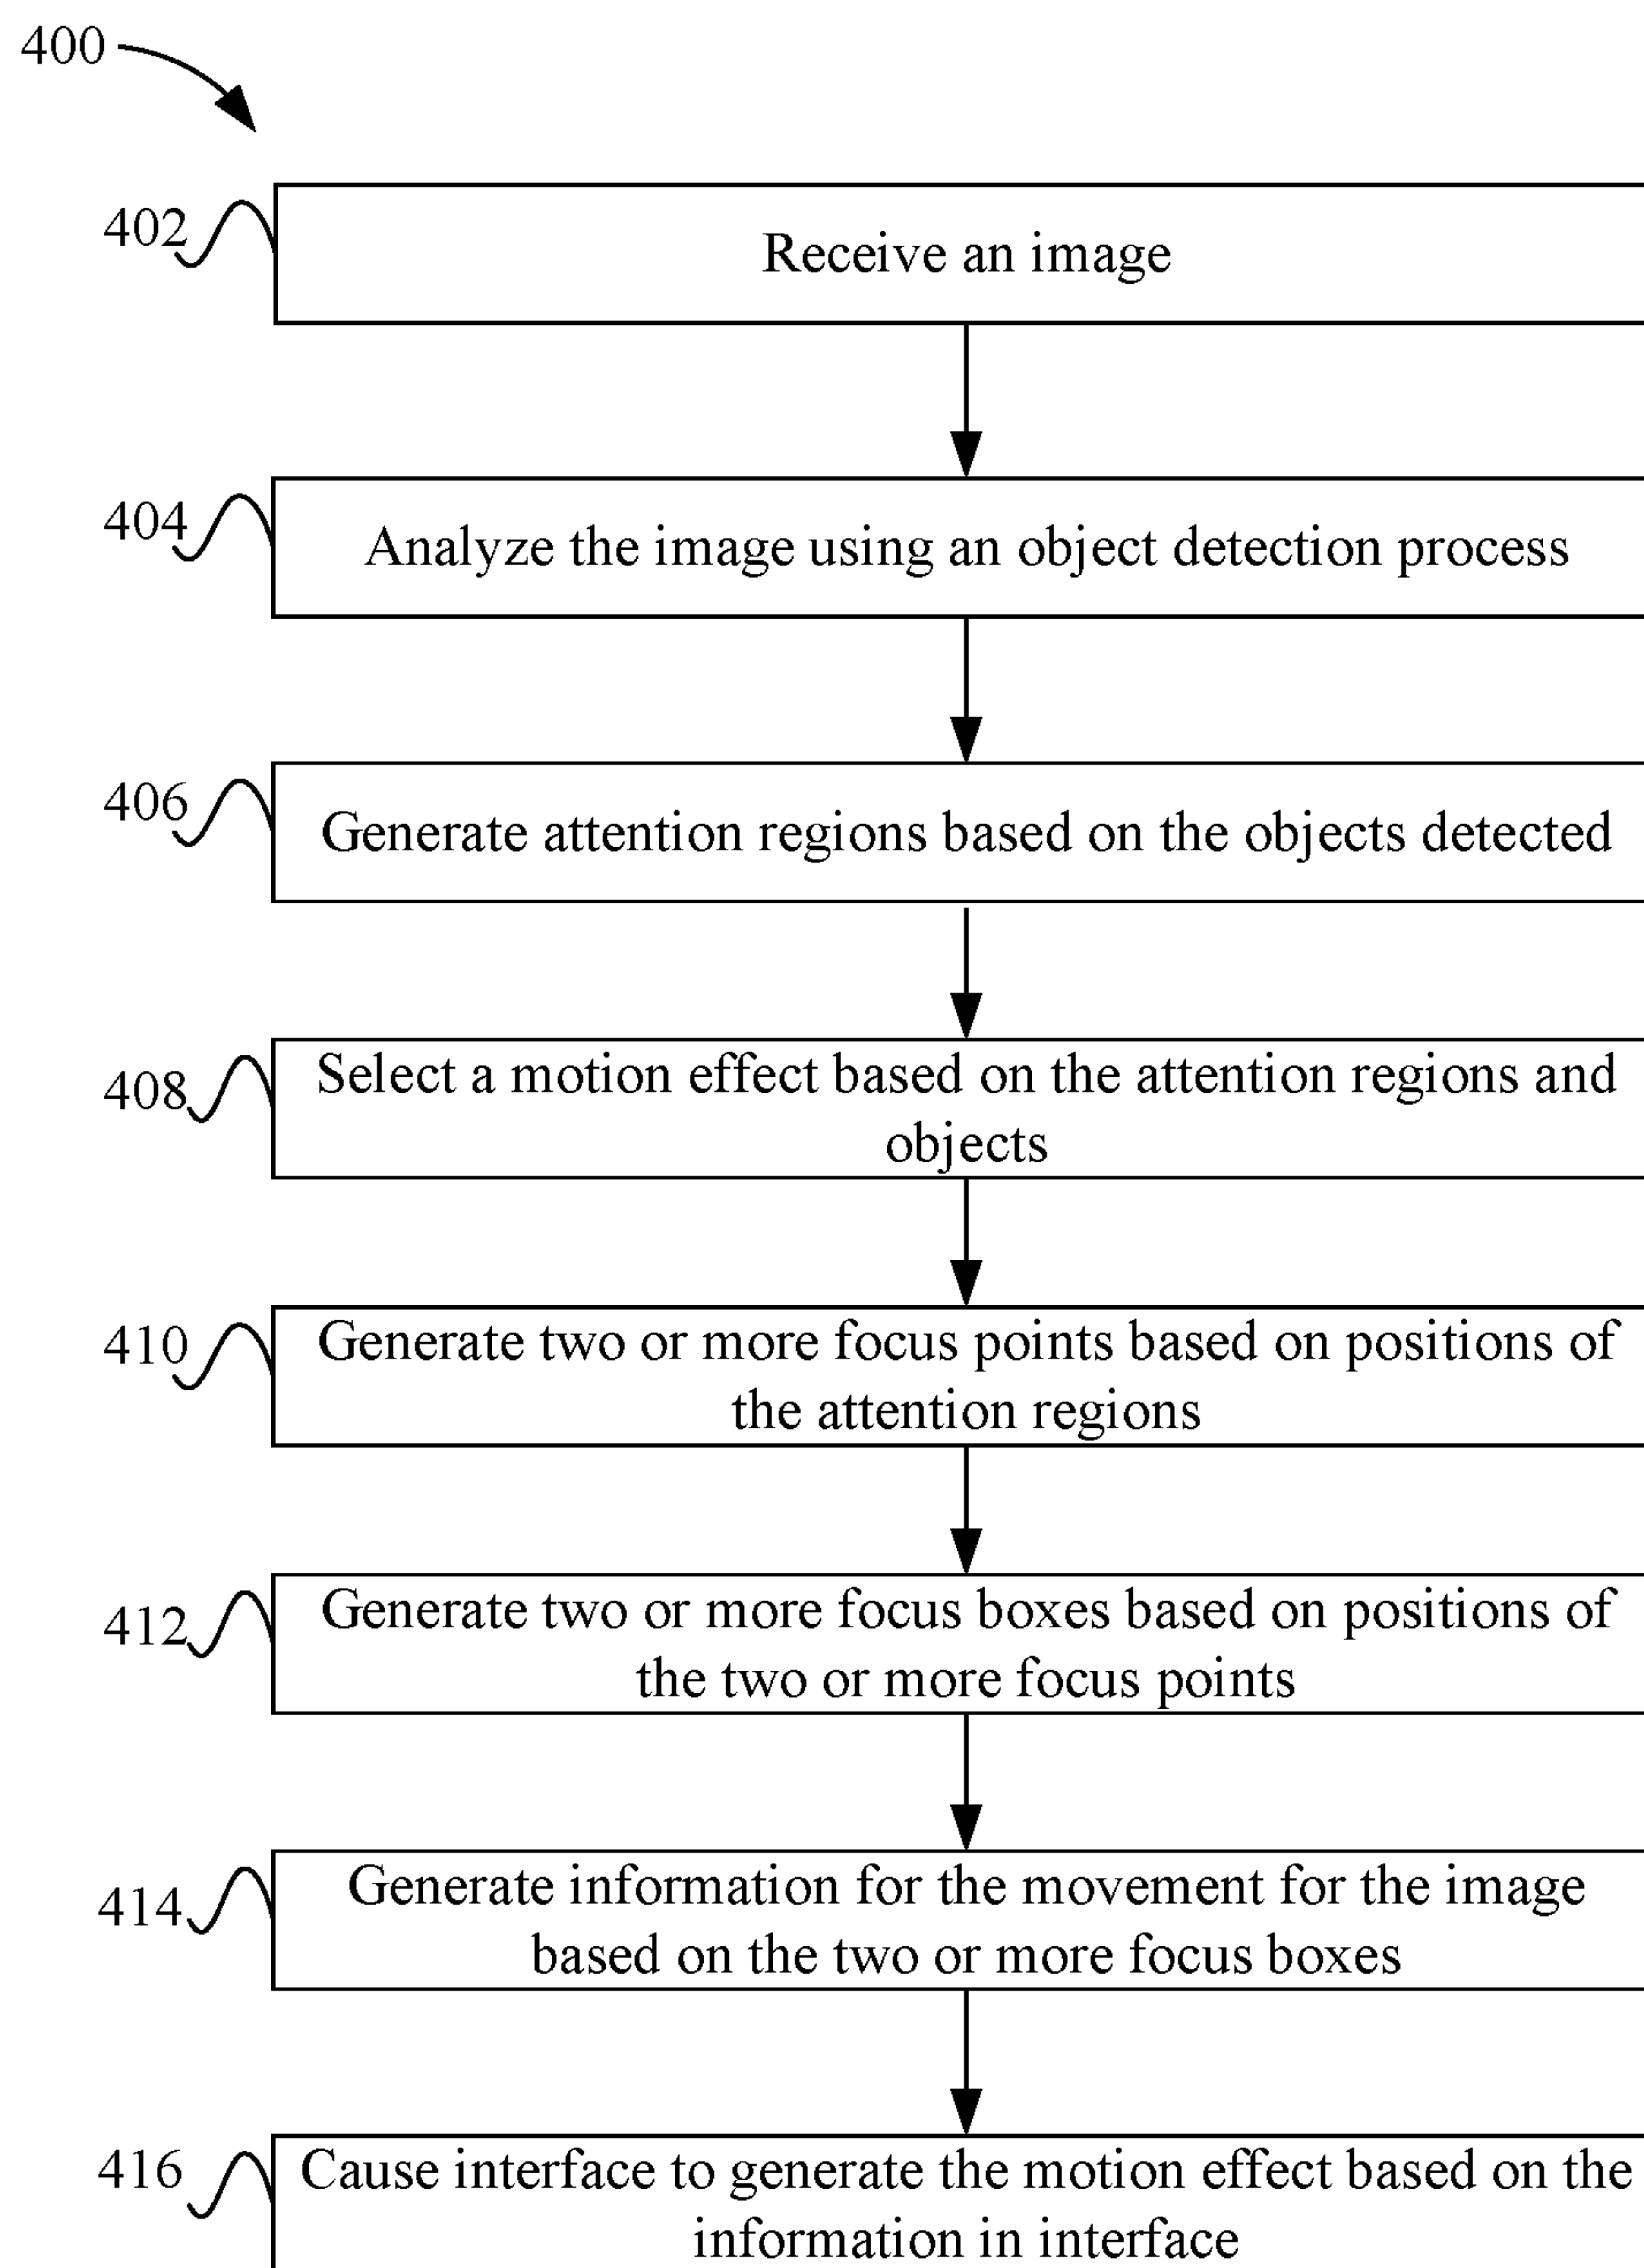 400
402
Receive an image
404
Analyze the image using an object detection process
406
Generate attention regions based on the objects detected
408
Select a motion effect based on the attention regions and
objects
410
Generate two or more focus points based on positions of
the attention regions
412
Generate two or more focus boxes based on positions of
the two or more focus points
414
Generate information for the movement for the image
based on the two or more focus boxes
416
Cause interface to generate the motion effect based on the
information in interface